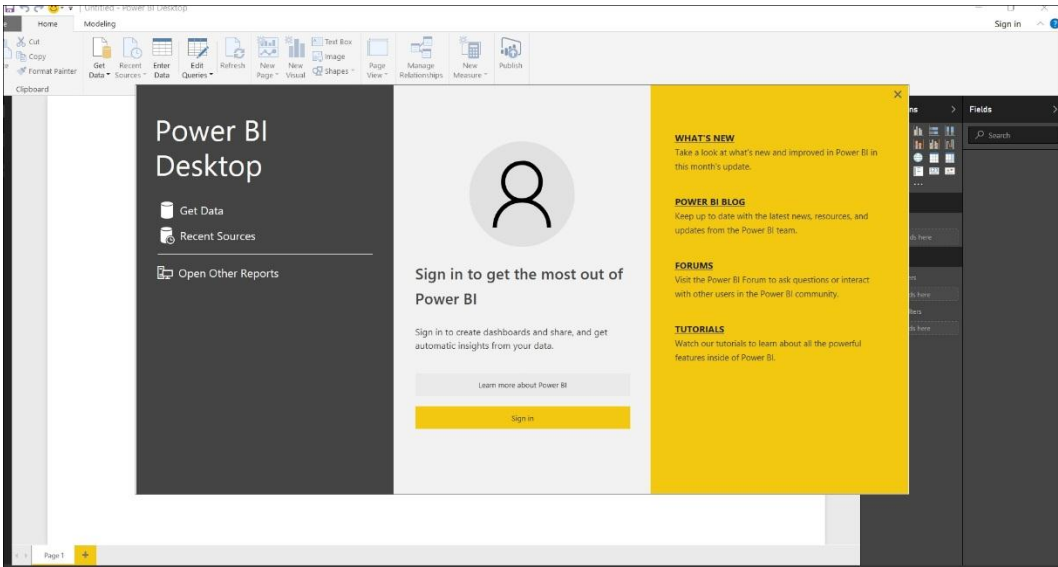 Untitled - Power BI Desktop
Home Modeling Sign in
Cut
Copy
Format Painter
Clipboard
Get Data
Recent Sources
Enter Data
Edit Queries
Refresh
New Page
New Visual
Text Box
Image
Shapes
Page View
Manage Relationships
New Measure
Publish
Power BI
Desktop
Get Data
Recent Sources
Open Other Reports
Sign in to get the most out of
Power BI
Sign in to create dashboards and share, and get
automatic insights from your data.
Learn more about Power BI
Sign in
WHAT'S NEW
Take a look at what's new and improved in Power BI in
this month's update.
POWER BI BLOG
Keep up to date with the latest news, resources, and
updates from the Power BI team.
FORUMS
Visit the Power BI Forum to ask questions or interact
with other users in the Power BI community.
TUTORIALS
Watch our tutorials to learn about all the powerful
features inside of Power BI.
Fields
Search
Page 1